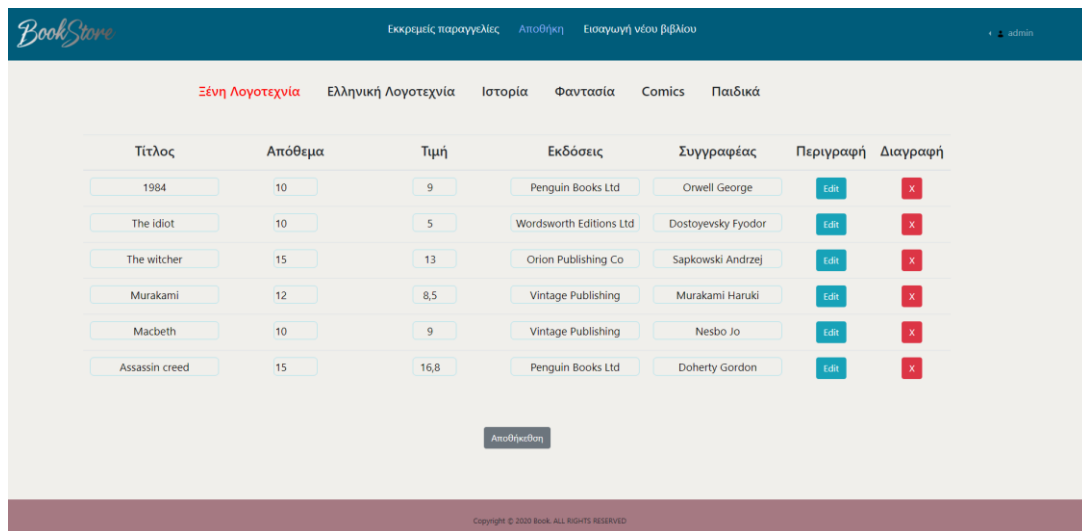 BookStore Εκκρεμείς παραγγελίες Αποθήκη Εισαγωγή νέου βιβλίου admin
Ξένη Λογοτεχνία Ελληνική Λογοτεχνία Ιστορία Φαντασία Comics Παιδικά
Τίτλος Απόθεμα Τιμή Εκδόσεις Συγγραφέας Περιγραφή Διαγραφή
1984 10 9 Penguin Books Ltd Orwell George Edit X
The idiot 10 5 Wordsworth Editions Ltd Dostoyevsky Fyodor Edit X
The witcher 15 13 Orion Publishing Co Sapkowski Andrzej Edit X
Murakami 12 8,5 Vintage Publishing Murakami Haruki Edit X
Macbeth 10 9 Vintage Publishing Nesbo Jo Edit X
Assassin creed 15 16,8 Penguin Books Ltd Doherty Gordon Edit X
Αποθήκεθση
Copyright © 2020 Book. ALL RIGHTS RESERVED